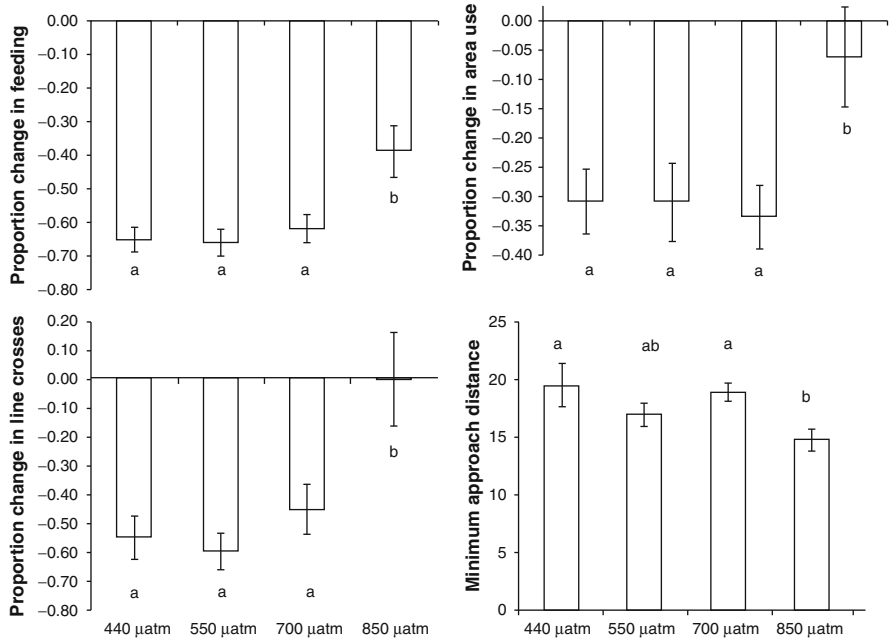 Proportion change in feeding
0.00
−0.10
−0.20
−0.30
−0.40
−0.50
−0.60
−0.70
−0.80
a
a
a
b
Proportion change in area use
0.00
−0.05
−0.10
−0.15
−0.20
−0.25
−0.30
−0.35
−0.40
a
a
a
b
Proportion change in line crosses
0.20
0.10
0.00
−0.10
−0.20
−0.30
−0.40
−0.50
−0.60
−0.70
−0.80
a
a
a
b
440 µatm 550 µatm 700 µatm 850 µatm
Minimum approach distance
25
20
15
10
5
0
a
ab
a
b
440 µatm 550 µatm 700 µatm 850 µatm